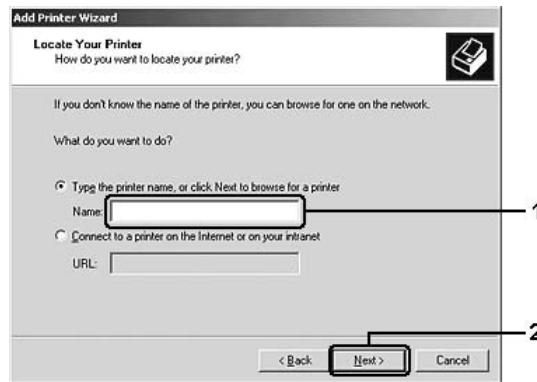 Add Printer Wizard
Locate Your Printer
How do you want to locate your printer?
If you don't know the name of the printer, you can browse for one on the network.
What do you want to do?
Type the printer name, or click Next to browse for a printer
Name:
1
Connect to a printer on the Internet or on your intranet
URL:
2
< Back Next > Cancel